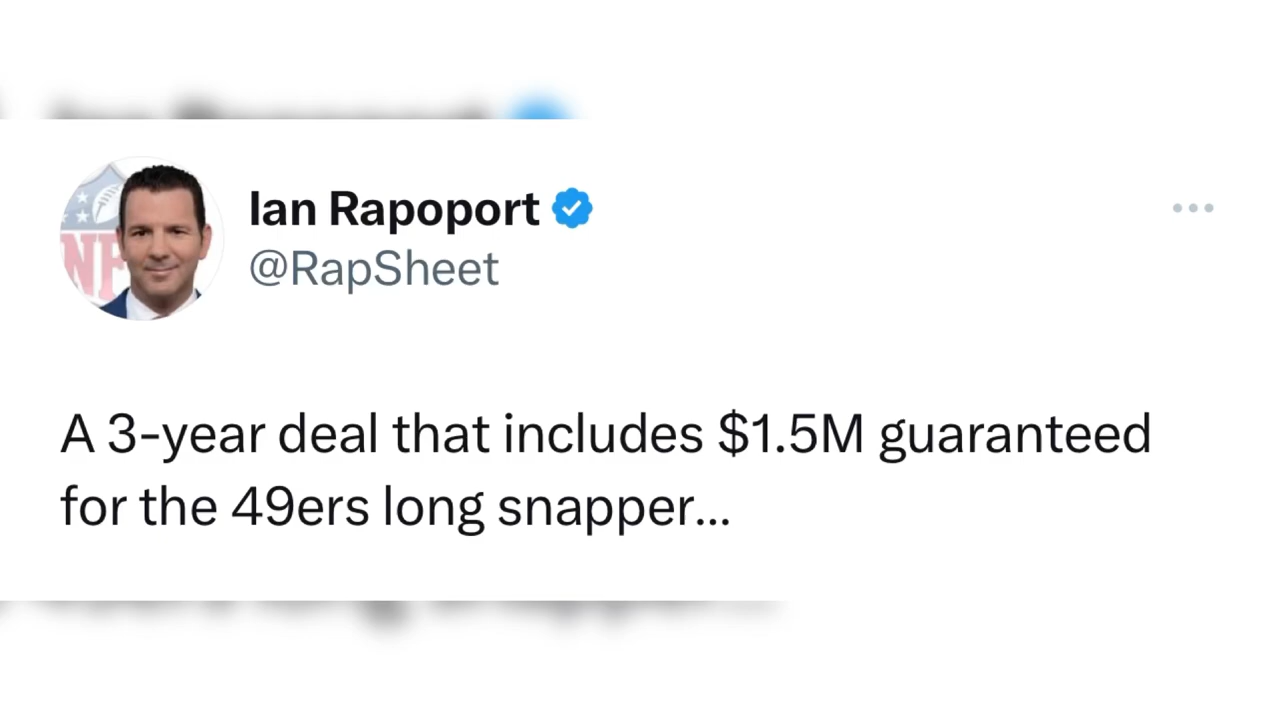 Ian Rapoport
@RapSheet
A 3-year deal that includes $1.5M guaranteed
for the 49ers long snapper...